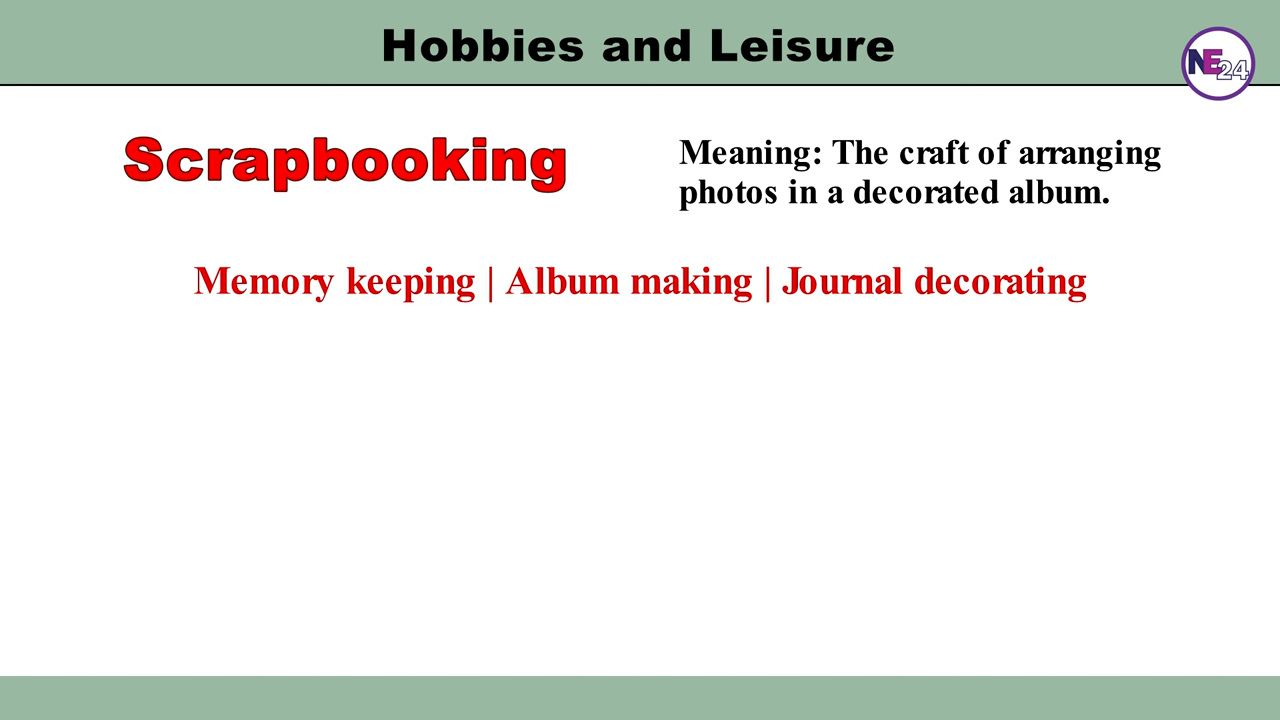 Hobbies and Leisure
NE24
Scrapbooking
Meaning: The craft of arranging
photos in a decorated album.
Memory keeping | Album making | Journal decorating